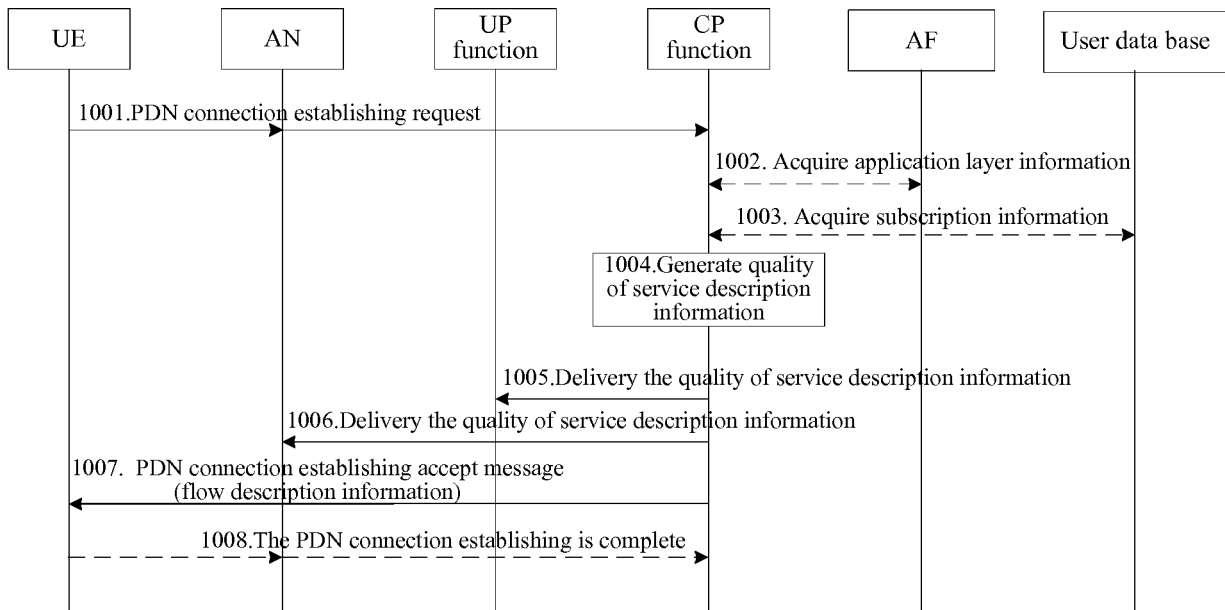 UE
AN
UP
function
CP
function
AF
User data base
1001.PDN connection establishing request
1002. Acquire application layer information
1003. Acquire subscription information
1004.Generate quality
of service description
information
1005.Delivery the quality of service description information
1006.Delivery the quality of service description information
1007. PDN connection establishing accept message
(flow description information)
1008.The PDN connection establishing is complete